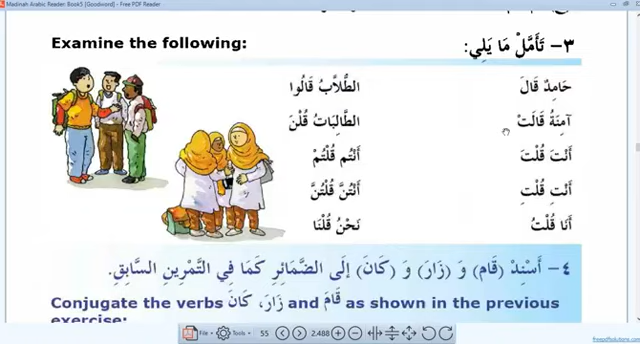 Madinah Arabic Reader: Book5 [Goodword] - Free PDF Reader
Examine the following:
٣- تَأَمَّلْ مَا يَلِي:
حَامِدٌ قَالَ
الطُّلَّابُ قَالُوا
آمِنَةُ قَالَتْ
الطَّالِبَاتُ قُلْنَ
أَنْتَ قُلْتَ
أَنْتُم قُلْتُمْ
أَنْتِ قُلْتِ
أَنْتُنَّ قُلْتُنَّ
أَنَا قُلْتُ
نَحْنُ قُلْنَا
٤- أَسْنِدْ (قَام) وَ (زَارَ) وَ (كَانَ) إِلَى الضَّمَائِرِ كَمَا فِي التَّمْرِينِ السَّابِقِ.
Conjugate the verbs قَامَ and زَارَ، كَانَ as shown in the previous
exercise:
File
Tools
55
2.488
freepdfsolutions.com